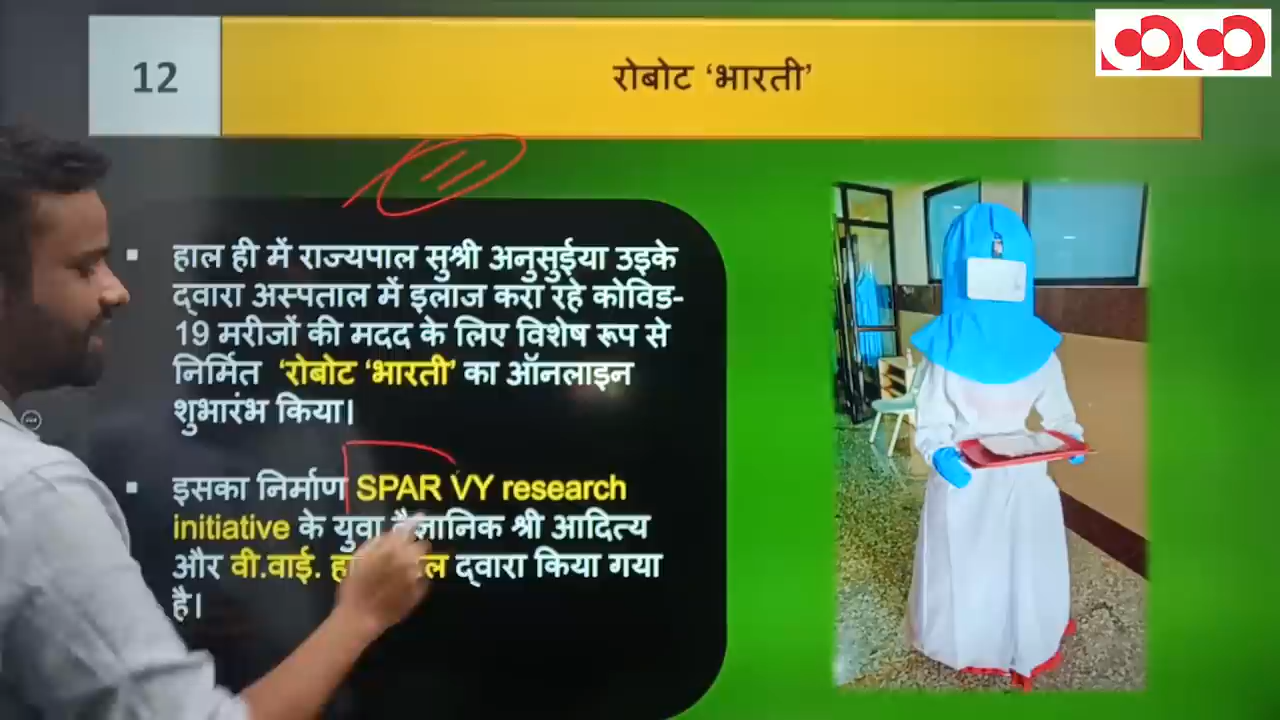 12
रोबोट ‘भारती’
हाल ही में राज्यपाल सुश्री अनुसुईया उइके
द्वारा अस्पताल में इलाज करा रहे कोविड-
19 मरीजों की मदद के लिए विशेष रूप से
निर्मित ‘रोबोट ‘भारती’ का ऑनलाइन
शुभारंभ किया।
इसका निर्माण SPAR VY research
initiative के युवा वैज्ञानिक श्री आदित्य
और वी.वाई. द्वारा किया गया
है।